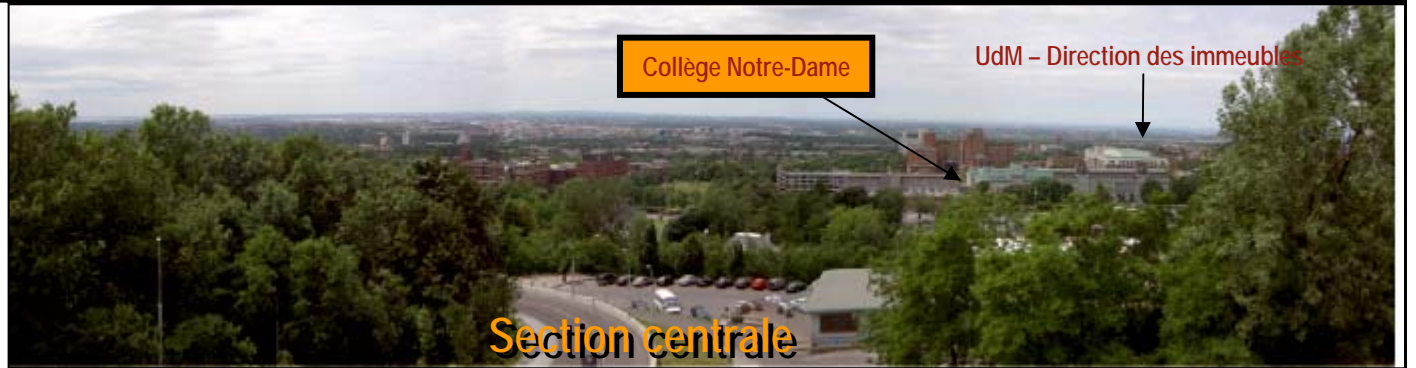 Collège Notre-Dame
UdM – Direction des immeubles
Section centrale